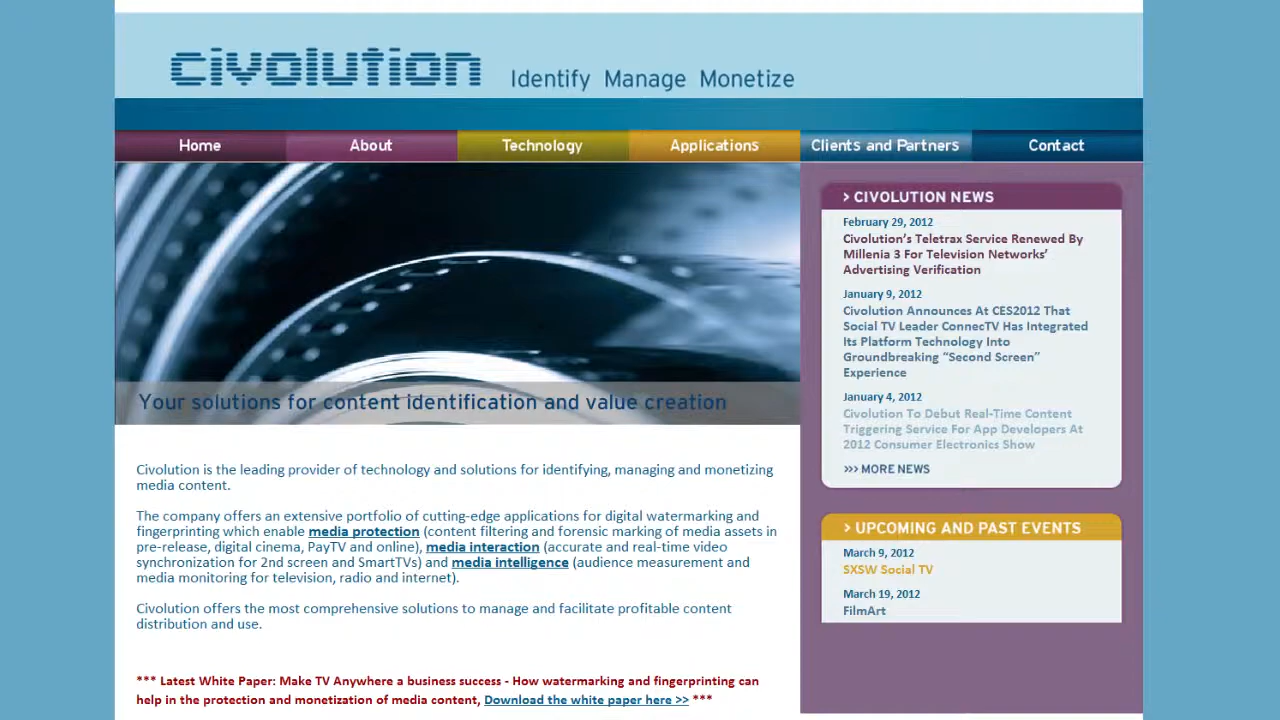 civolution Identify Manage Monetize
Home About Technology Applications Clients and Partners Contact
Your solutions for content identification and value creation
Civolution is the leading provider of technology and solutions for identifying, managing and monetizing
media content.
The company offers an extensive portfolio of cutting-edge applications for digital watermarking and
fingerprinting which enable media protection (content filtering and forensic marking of media assets in
pre-release, digital cinema, PayTV and online), media interaction (accurate and real-time video
synchronization for 2nd screen and SmartTVs) and media intelligence (audience measurement and
media monitoring for television, radio and internet).
Civolution offers the most comprehensive solutions to manage and facilitate profitable content
distribution and use.
*** Latest White Paper: Make TV Anywhere a business success - How watermarking and fingerprinting can
help in the protection and monetization of media content, Download the white paper here >> ***
> CIVOLUTION NEWS
February 29, 2012
Civolution's Teletrax Service Renewed By
Millenia 3 For Television Networks'
Advertising Verification
January 9, 2012
Civolution Announces At CES2012 That
Social TV Leader ConnecTV Has Integrated
Its Platform Technology Into
Groundbreaking “Second Screen”
Experience
January 4, 2012
Civolution To Debut Real-Time Content
Triggering Service For App Developers At
2012 Consumer Electronics Show
>>> MORE NEWS
> UPCOMING AND PAST EVENTS
March 9, 2012
SXSW Social TV
March 19, 2012
FilmArt